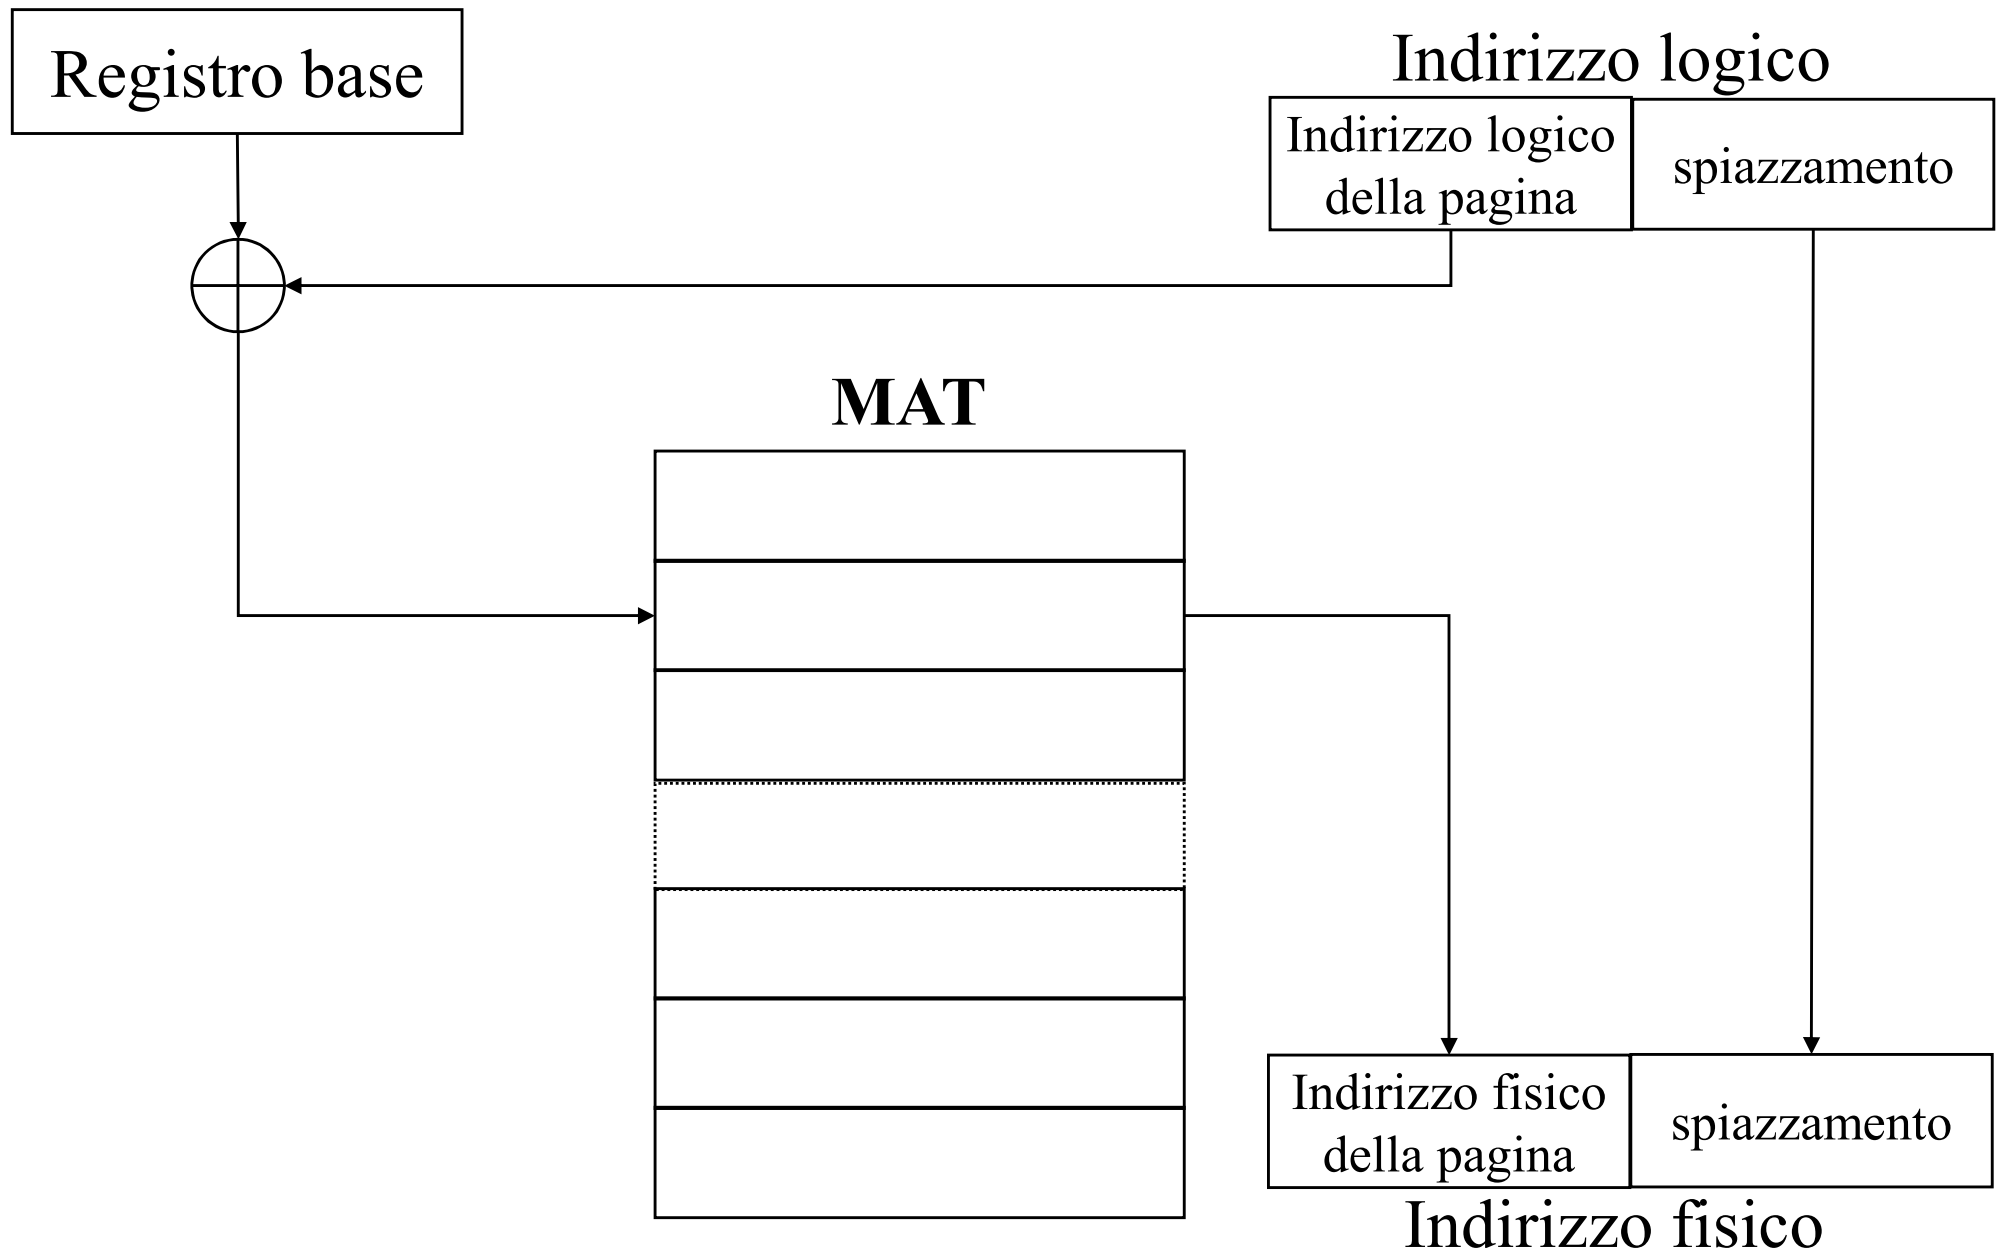 Registro base
Indirizzo logico
Indirizzo logico
della pagina
spiazzamento
MAT
Indirizzo fisico
della pagina
spiazzamento
Indirizzo fisico